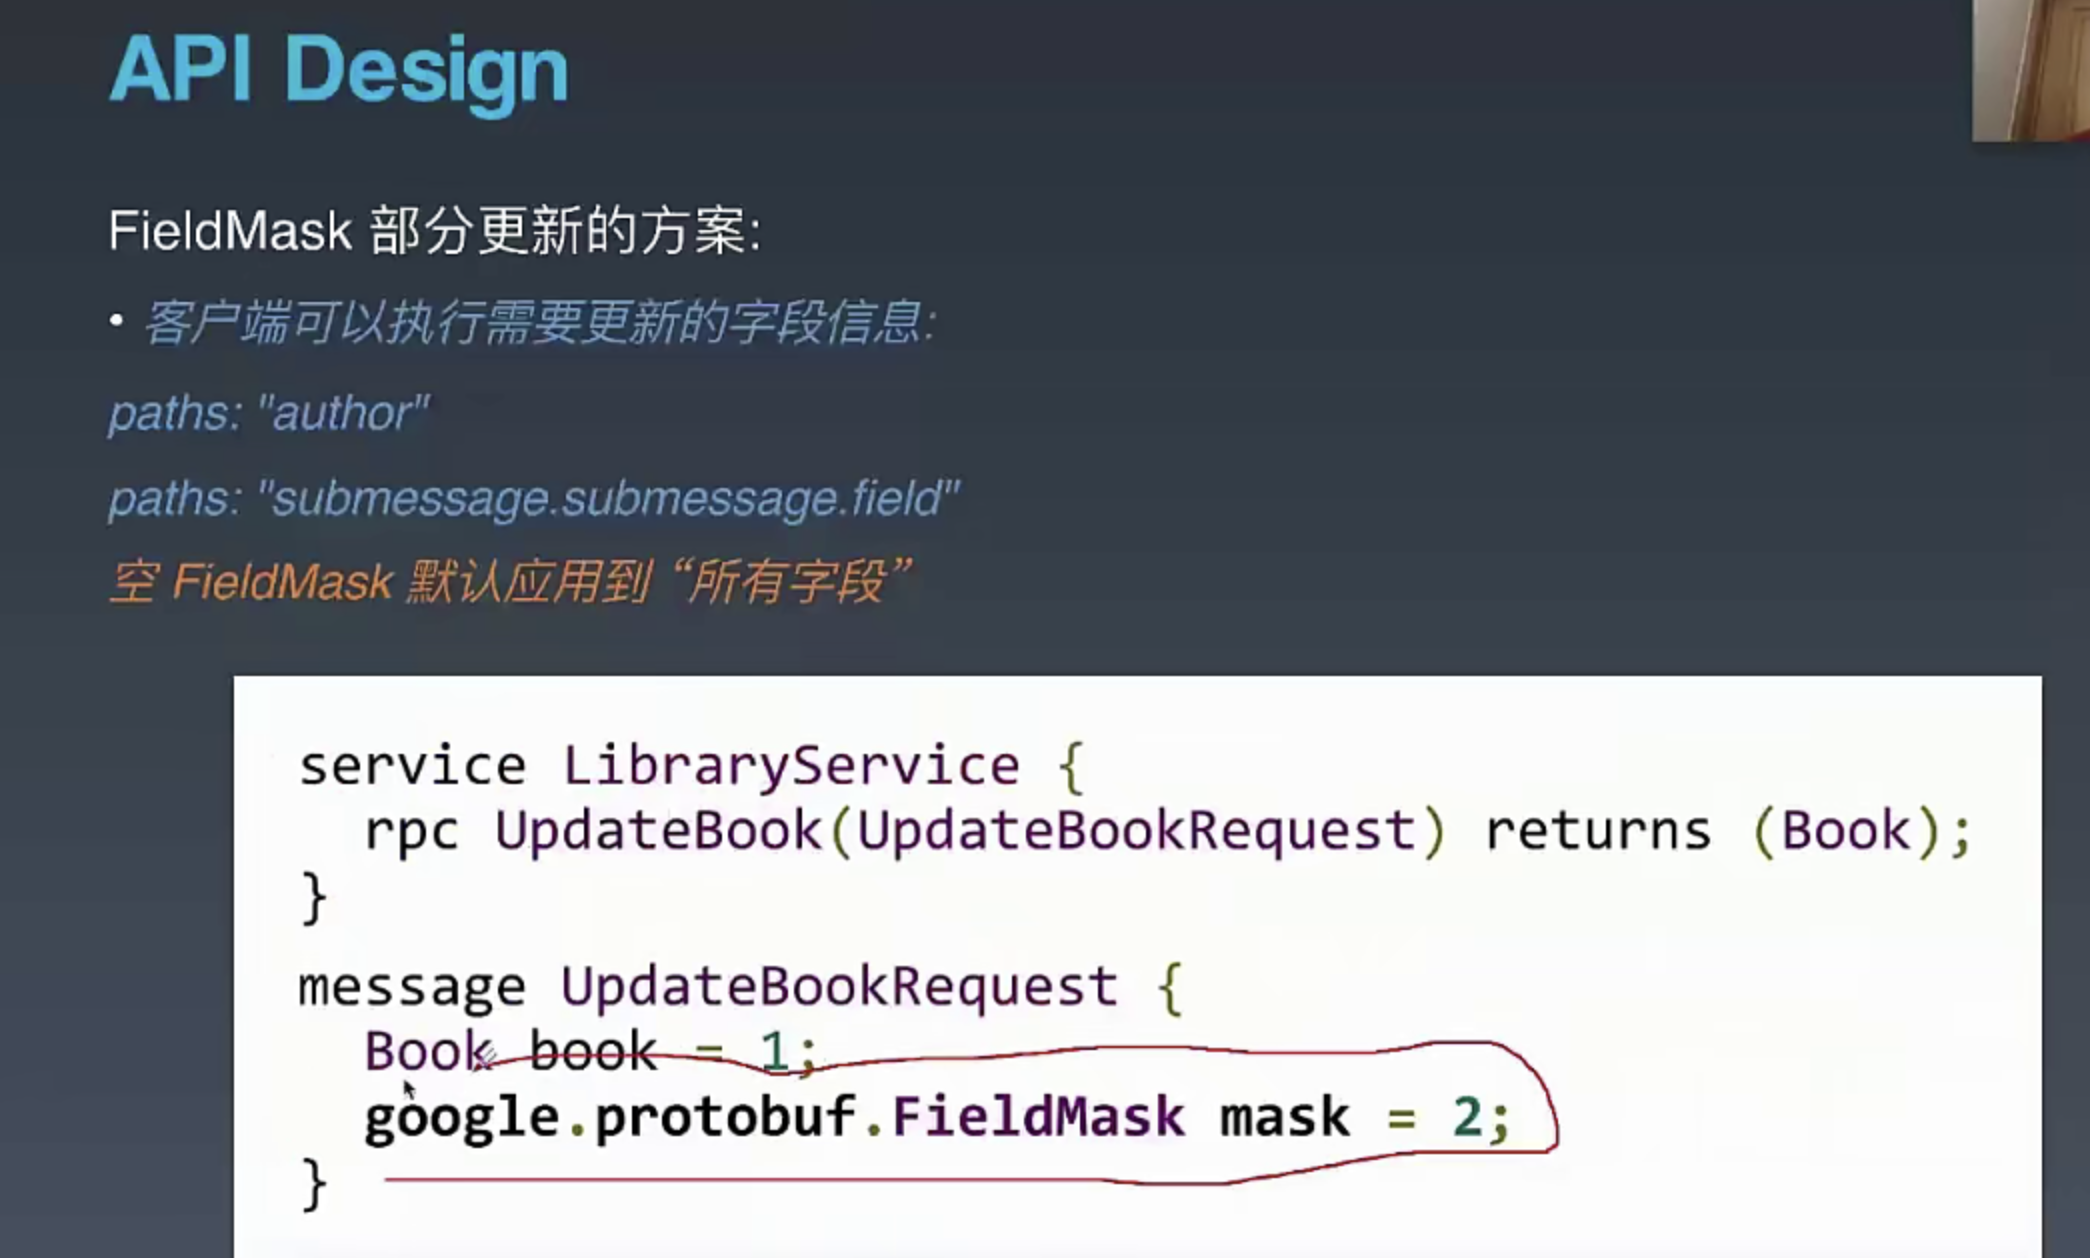 API Design
FieldMask 部分更新的方案:
• 客户端可以执行需要更新的字段信息:
paths: "author"
paths: "submessage.submessage.field"
空 FieldMask 默认应用到 “所有字段”
service LibraryService {
rpc UpdateBook(UpdateBookRequest) returns (Book);
}
message UpdateBookRequest {
Book book = 1;
google.protobuf.FieldMask mask = 2;
}